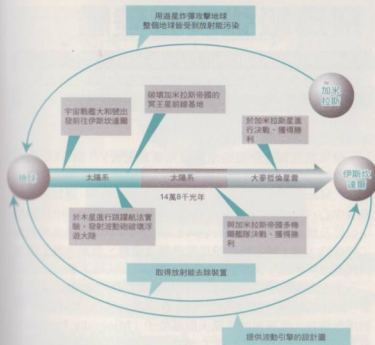 用遊星炸彈攻擊地球
整個地球皆受到放射能污染
加米
拉斯
宇宙戰艦大和號出
發前往伊斯坎達爾
破壞加米拉斯帝國的
冥王星前線基地
於加米拉斯星進
行決戰，獲得勝
利
地球
太陽系
太陽系
大麥哲倫星雲
伊斯坎
達爾
14萬8千光年
於木星進行跳躍航法實
驗，發射波動砲破壞浮
遊大陸
與加米拉斯帝國多梅
爾艦隊決戰，獲得勝
利
取得放射能去除裝置
提供波動引擎的設計圖